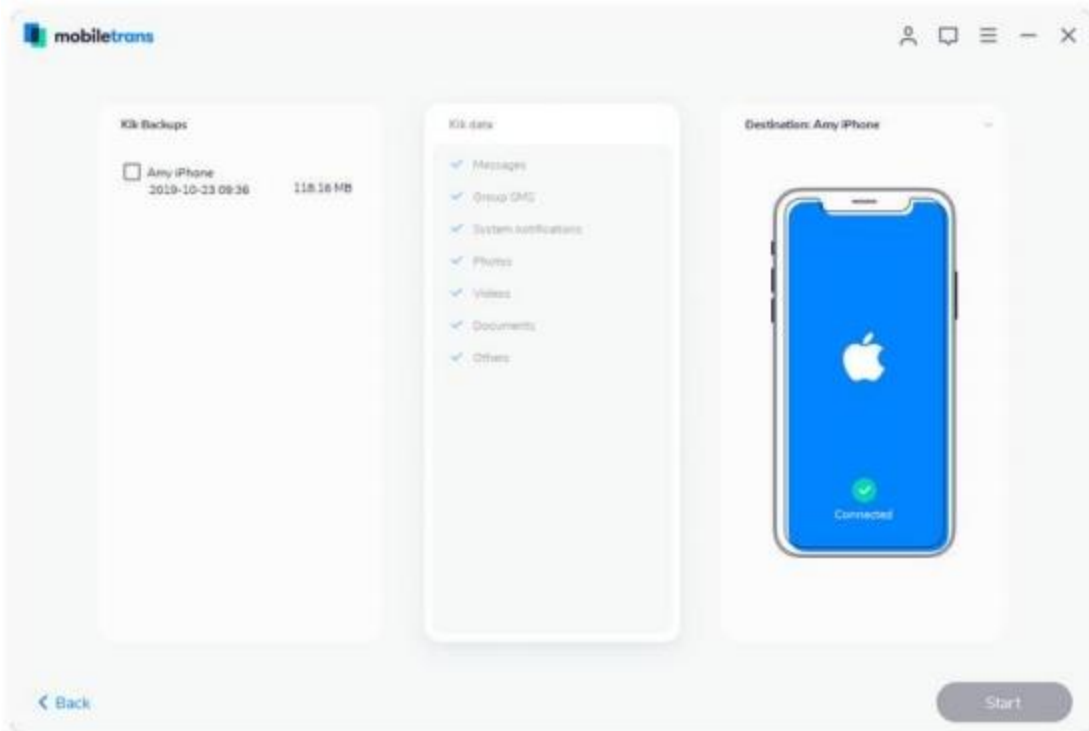 mobiletrans
Kik Backups
Amy iPhone
2019-10-23 09:36 118.16 MB
Kik data
Messages
Group SMS
System notifications
Photos
Videos
Documents
Others
Destination: Amy iPhone
Connected
Back
Start